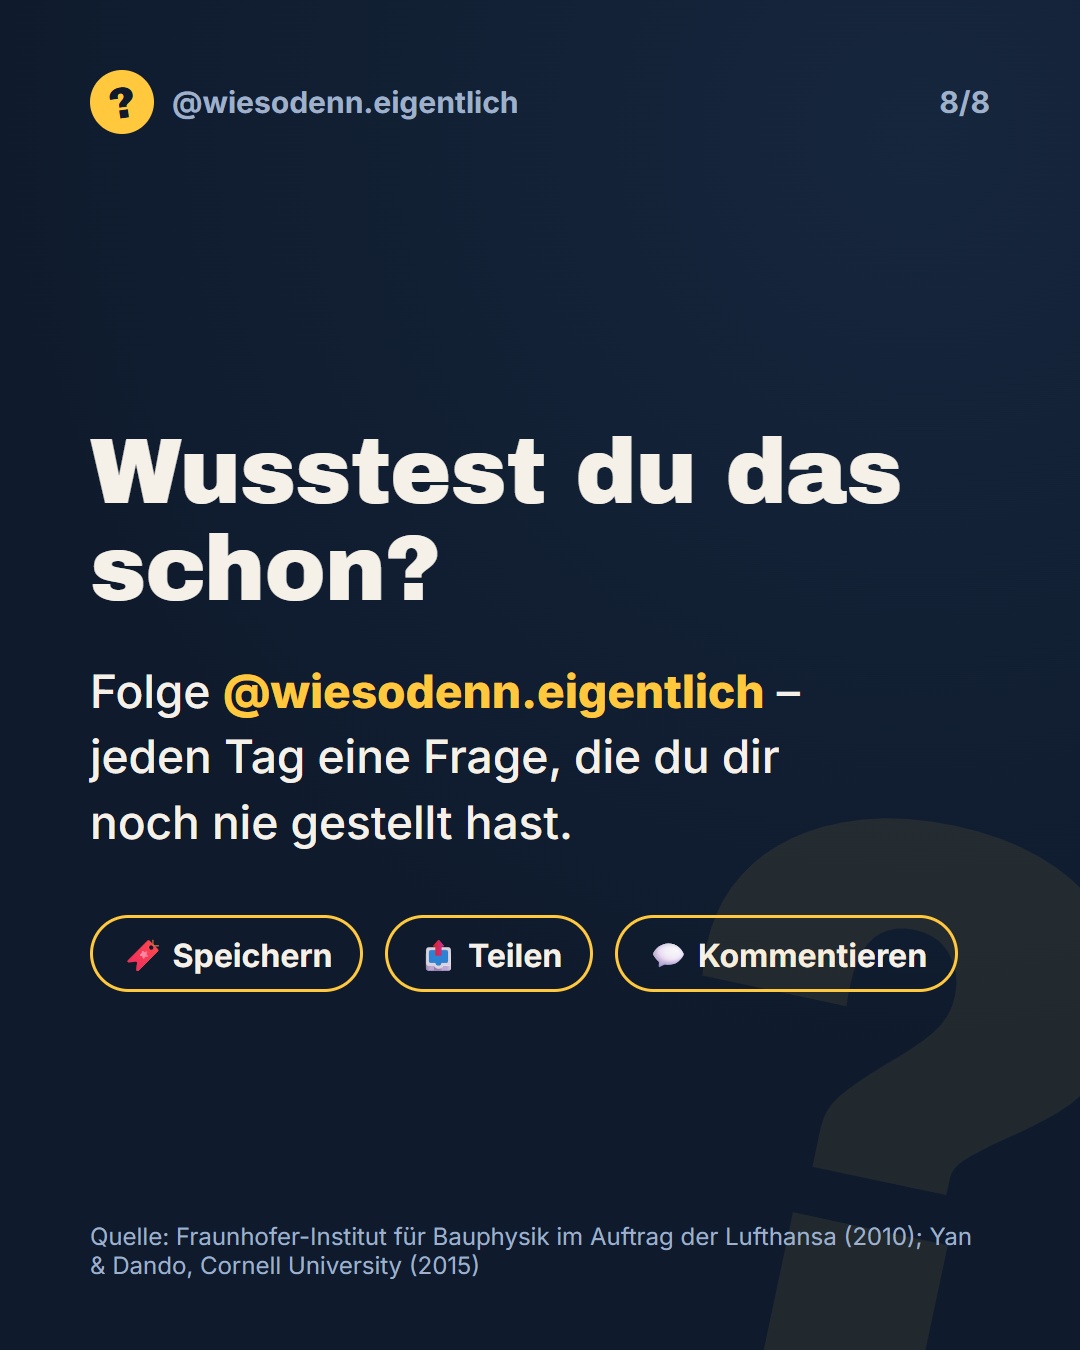 ? @wiesodenn.eigentlich 8/8
Wusstest du das
schon?
Folge @wiesodenn.eigentlich –
jeden Tag eine Frage, die du dir
noch nie gestellt hast.
Speichern Teilen Kommentieren
?
Quelle: Fraunhofer-Institut für Bauphysik im Auftrag der Lufthansa (2010); Yan
& Dando, Cornell University (2015)